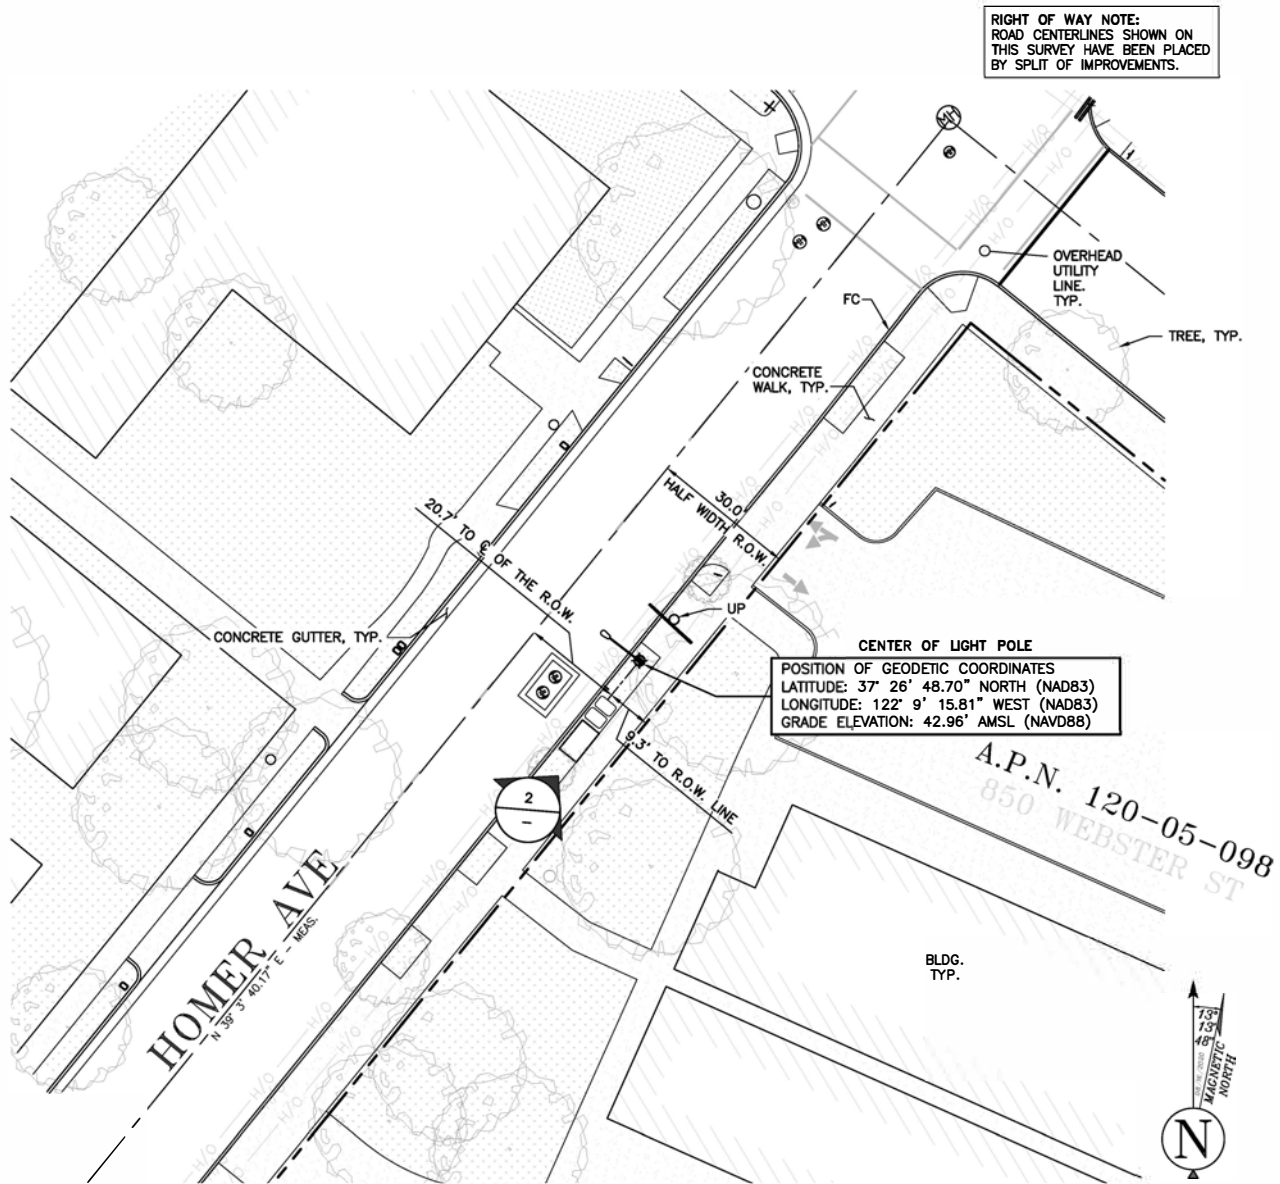 RIGHT OF WAY NOTE:
ROAD CENTERLINES SHOWN ON
THIS SURVEY HAVE BEEN PLACED
BY SPLIT OF IMPROVEMENTS.
MH
H/O
H/O
H/O
H/O
OVERHEAD
UTILITY
LINE.
TYP.
FC
TREE, TYP.
H/O
H/O
CONCRETE
WALK, TYP.
H/O
H/O
H/O
H/O
30.0'
HALF WIDTH R.O.W.
20.7' TO ℄ OF THE R.O.W.
H/O
UP
CONCRETE GUTTER, TYP.
CENTER OF LIGHT POLE
POSITION OF GEODETIC COORDINATES
LATITUDE: 37° 26' 48.70" NORTH (NAD83)
LONGITUDE: 122° 9' 15.81" WEST (NAD83)
GRADE ELEVATION: 42.96' AMSL (NAVD88)
9.3' TO R.O.W. LINE
A.P.N. 120-05-098
850 WEBSTER ST
2
–
HOMER AVE
N 39° 3' 40.17" E - MEAS.
H/O
H/O
H/O
H/O
H/O
H/O
H/O
BLDG.
TYP.
13°
13'
48"
MAGNETIC
NORTH
N